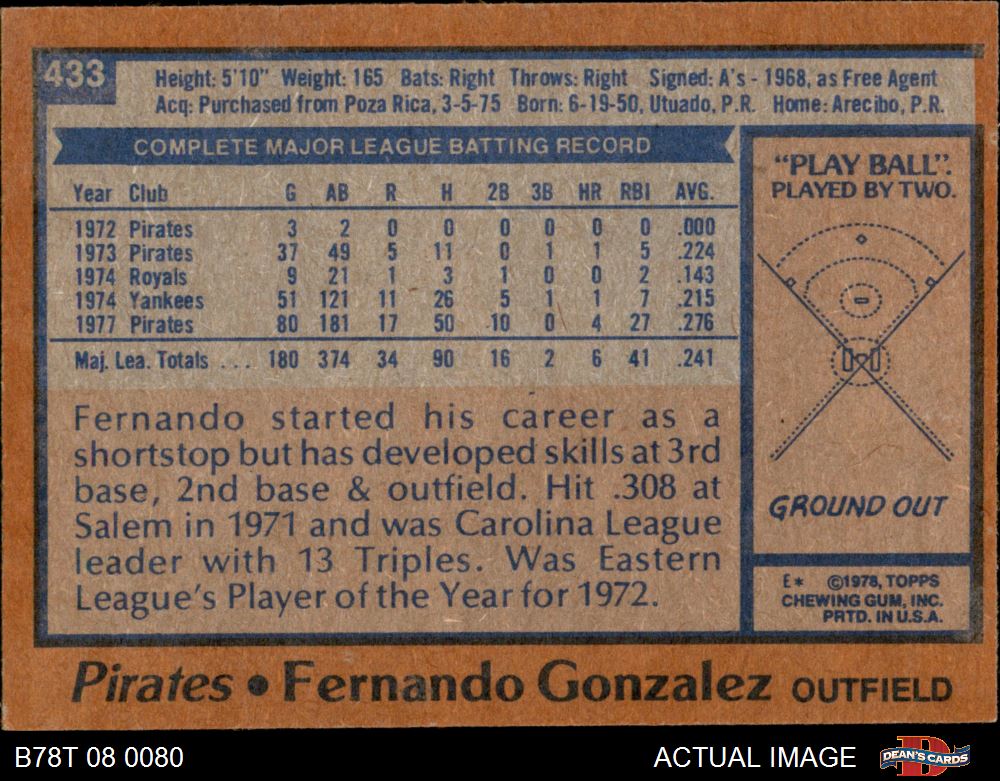 433
Height: 5'10" Weight: 165 Bats: Right Throws: Right Signed: A's - 1968, as Free Agent
Acq: Purchased from Poza Rica, 3-5-75 Born: 6-19-50, Utuado, P.R. Home: Arecibo, P.R.
COMPLETE MAJOR LEAGUE BATTING RECORD
Year Club G AB R H 2B 3B HR RBI AVG.
1972 Pirates 3 2 0 0 0 0 0 0 .000
1973 Pirates 37 49 5 11 0 1 1 5 .224
1974 Royals 9 21 1 3 1 0 0 2 .143
1974 Yankees 51 121 11 26 5 1 1 7 .215
1977 Pirates 80 181 17 50 10 0 4 27 .276
Maj. Lea. Totals . . . 180 374 34 90 16 2 6 41 .241
Fernando started his career as a
shortstop but has developed skills at 3rd
base, 2nd base & outfield. Hit .308 at
Salem in 1971 and was Carolina League
leader with 13 Triples. Was Eastern
League's Player of the Year for 1972.
"PLAY BALL".
PLAYED BY TWO.
GROUND OUT
E* ©1978, TOPPS
CHEWING GUM, INC.
PRTD. IN U.S.A.
Pirates • Fernando Gonzalez OUTFIELD
B78T 08 0080
ACTUAL IMAGE
DEAN'S CARDS